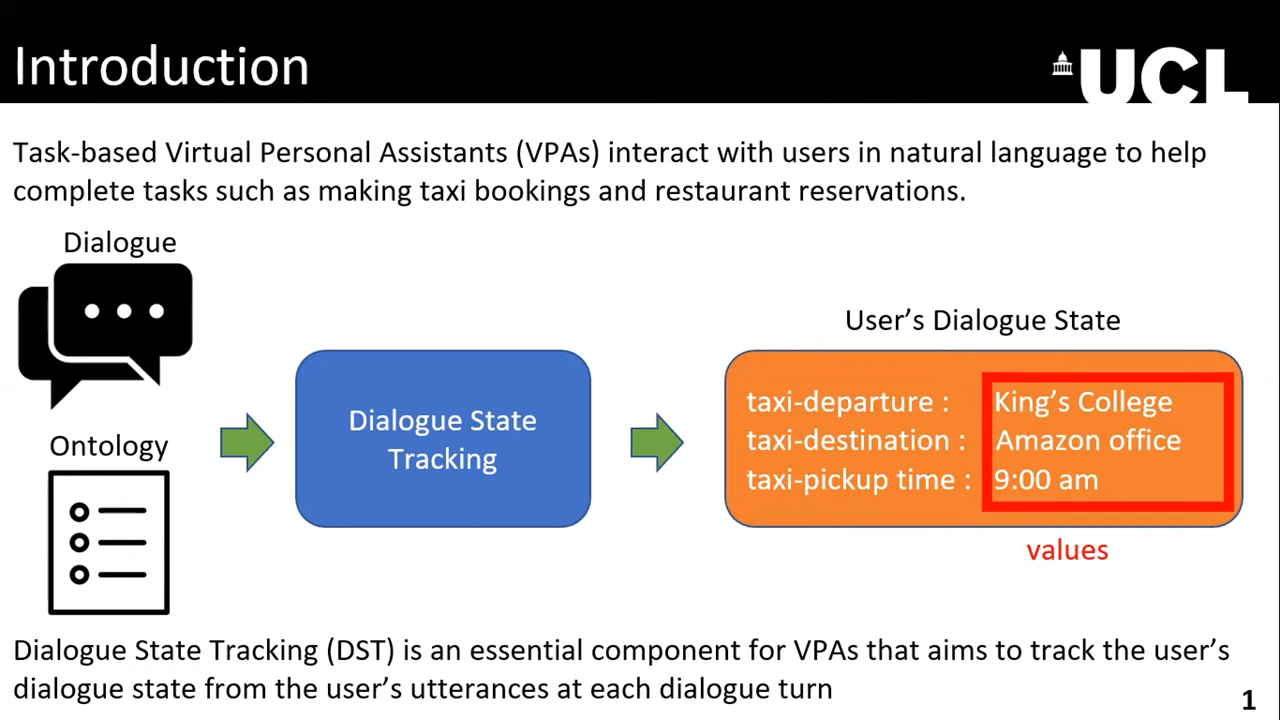 Introduction
UCL
Task-based Virtual Personal Assistants (VPAs) interact with users in natural language to help
complete tasks such as making taxi bookings and restaurant reservations.
Dialogue
Ontology
Dialogue State
Tracking
User’s Dialogue State
taxi-departure : King’s College
taxi-destination : Amazon office
taxi-pickup time : 9:00 am
values
Dialogue State Tracking (DST) is an essential component for VPAs that aims to track the user’s
dialogue state from the user’s utterances at each dialogue turn
1